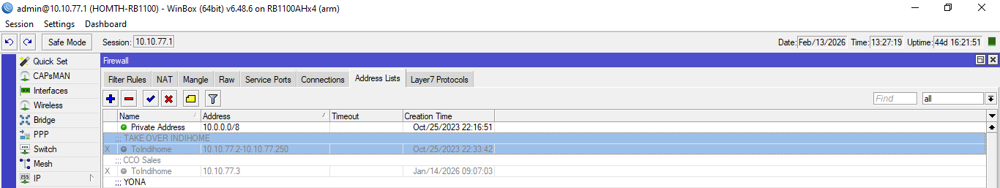 admin@10.10.77.1 (HOMTH-RB1100) - WinBox (64bit) v6.48.6 on RB1100AHx4 (arm)
Session Settings Dashboard
Safe Mode Session: 10.10.77.1 Date: Feb/13/2026 Time: 13:27:19 Uptime: 44d 16:21:51
Quick Set
CAPsMAN
Interfaces
Wireless
Bridge
PPP
Switch
Mesh
255 IP
Firewall
Filter Rules NAT Mangle Raw Service Ports Connections Address Lists Layer7 Protocols
Find all
Name Address Timeout Creation Time
Private Address 10.0.0.0/8 Oct/25/2023 22:16:51
;;; TAKE OVER INDIHOME
X ToIndihome 10.10.77.2-10.10.77.250 Oct/25/2023 22:33:42
;;; CCO Sales
X ToIndihome 10.10.77.3 Jan/14/2026 09:07:03
;;; YONA